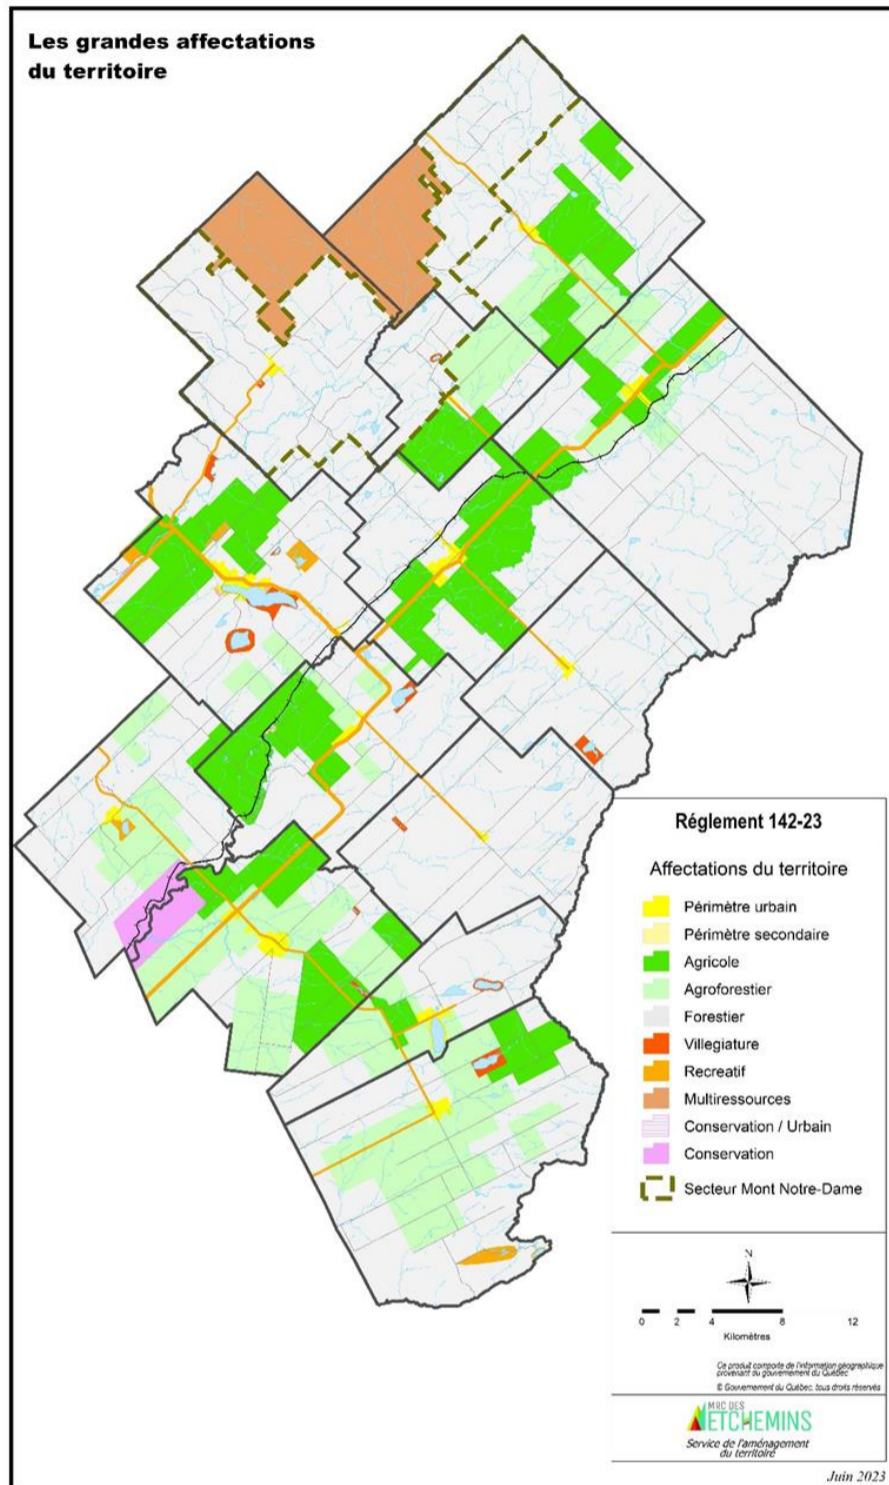 Les grandes affectations
du territoire
Réglement 142-23
Affectations du territoire
Périmètre urbain
Périmètre secondaire
Agricole
Agroforestier
Forestier
Villegiature
Recreatif
Multiressources
Conservation / Urbain
Conservation
Secteur Mont Notre-Dame
N
0 2 4 8 12
Kilomètres
Ce produit comporte de l'information géographique
provenant du gouvernement du Québec
© Gouvernement du Québec, tous droits réservés
MRC DES
ETCHEMINS
Service de l'aménagement
du territoire
Juin 2023